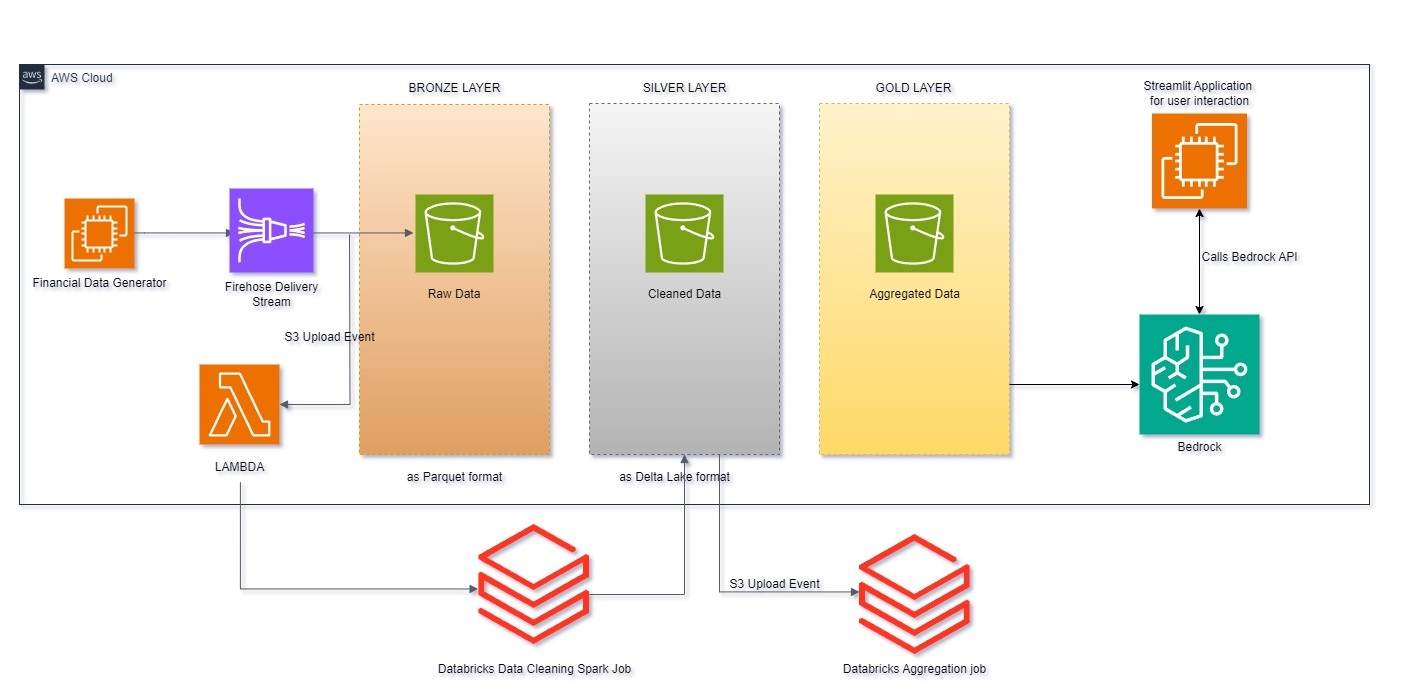 aws
AWS Cloud
BRONZE LAYER
SILVER LAYER
GOLD LAYER
Streamlit Application
for user interaction
Financial Data Generator
Firehose Delivery
Stream
Raw Data
Cleaned Data
Aggregated Data
Calls Bedrock API
S3 Upload Event
LAMBDA
Bedrock
as Parquet format
as Delta Lake format
S3 Upload Event
Databricks Data Cleaning Spark Job
Databricks Aggregation job